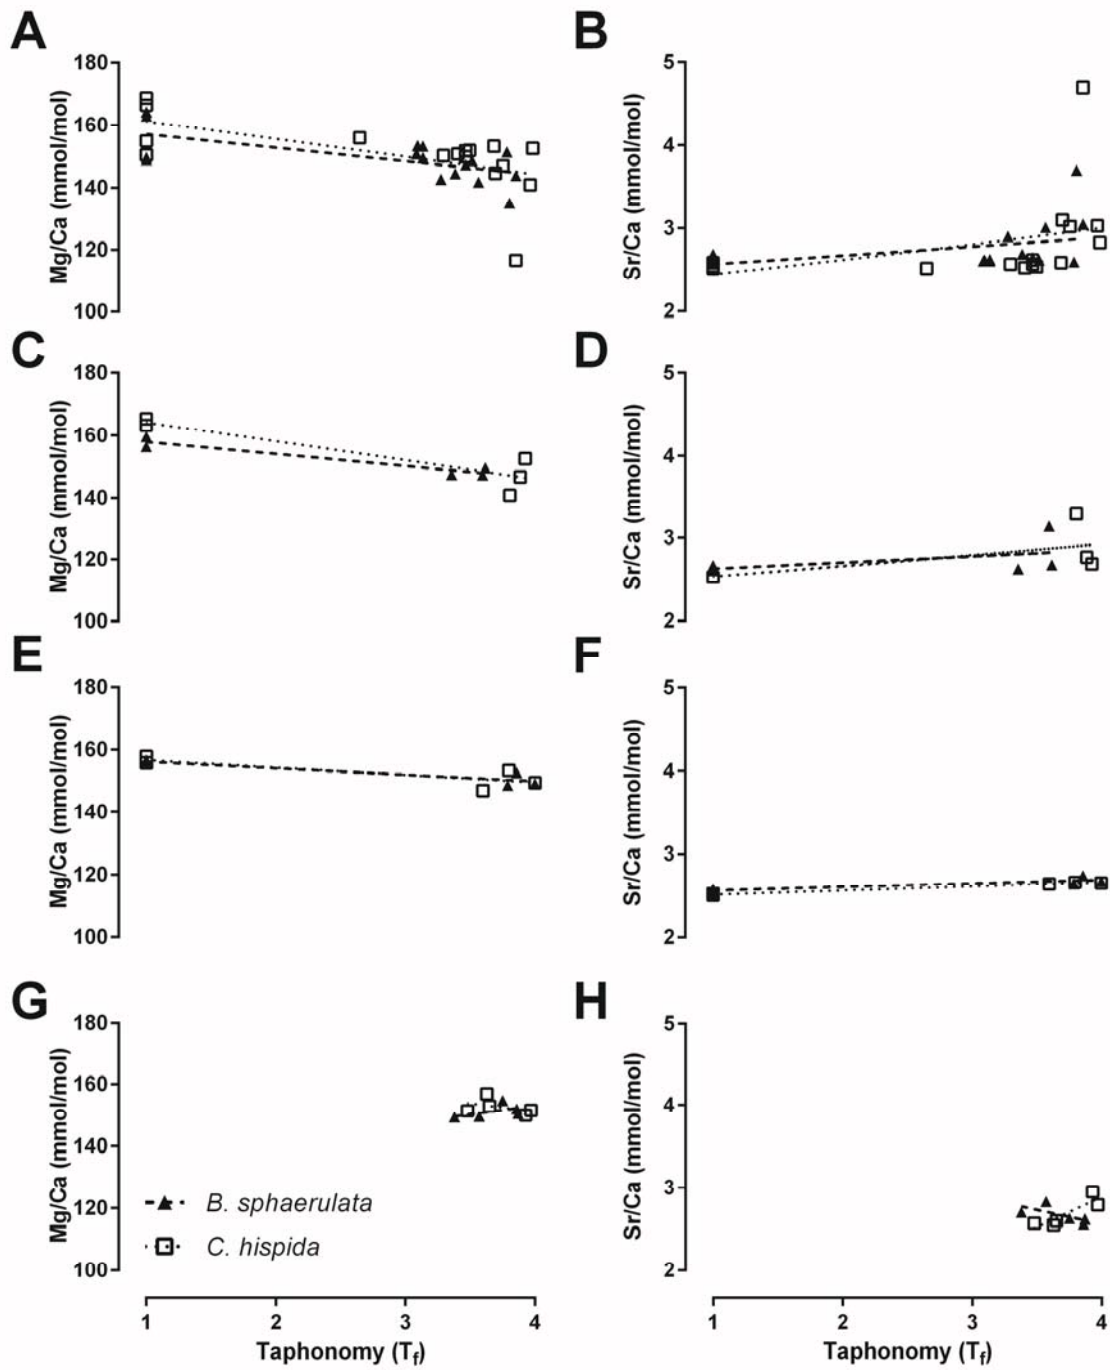 A
B
180
160
140
120
100
Mg/Ca (mmol/mol)
5
4
3
2
Sr/Ca (mmol/mol)
C
D
180
160
140
120
100
Mg/Ca (mmol/mol)
5
4
3
2
Sr/Ca (mmol/mol)
E
F
180
160
140
120
100
Mg/Ca (mmol/mol)
5
4
3
2
Sr/Ca (mmol/mol)
G
H
180
160
140
120
100
Mg/Ca (mmol/mol)
B. sphaerulata
C. hispida
5
4
3
2
Sr/Ca (mmol/mol)
1 2 3 4
Taphonomy (Tf)
1 2 3 4
Taphonomy (Tf)